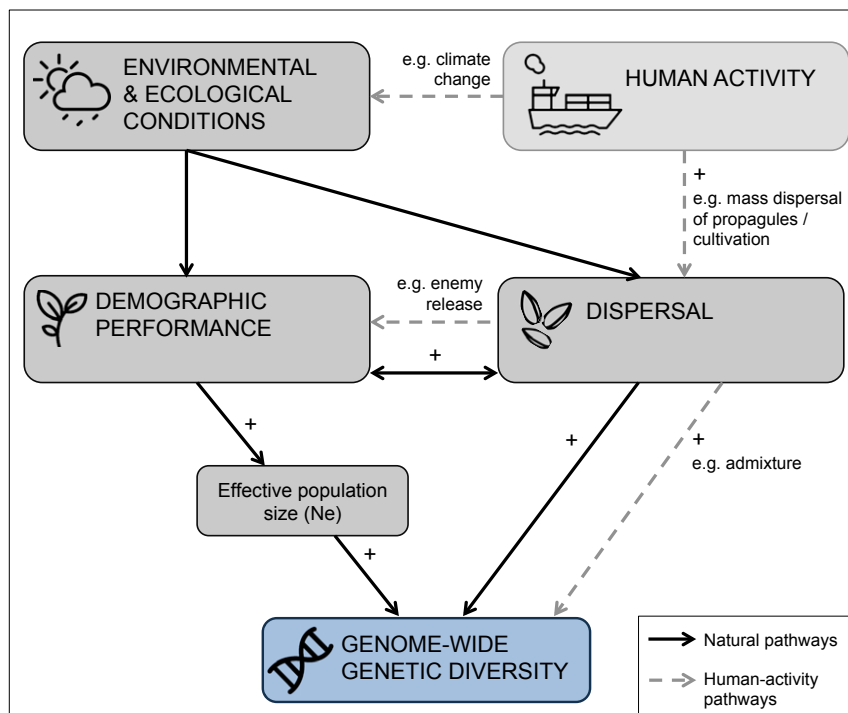 ENVIRONMENTAL
& ECOLOGICAL
CONDITIONS
e.g. climate
change
HUMAN ACTIVITY
+
e.g. mass dispersal
of propagules /
cultivation
DEMOGRAPHIC
PERFORMANCE
e.g. enemy
release
DISPERSAL
+
+
+
+
e.g. admixture
Effective population
size (Ne)
+
GENOME-WIDE
GENETIC DIVERSITY
Natural pathways
Human-activity
pathways